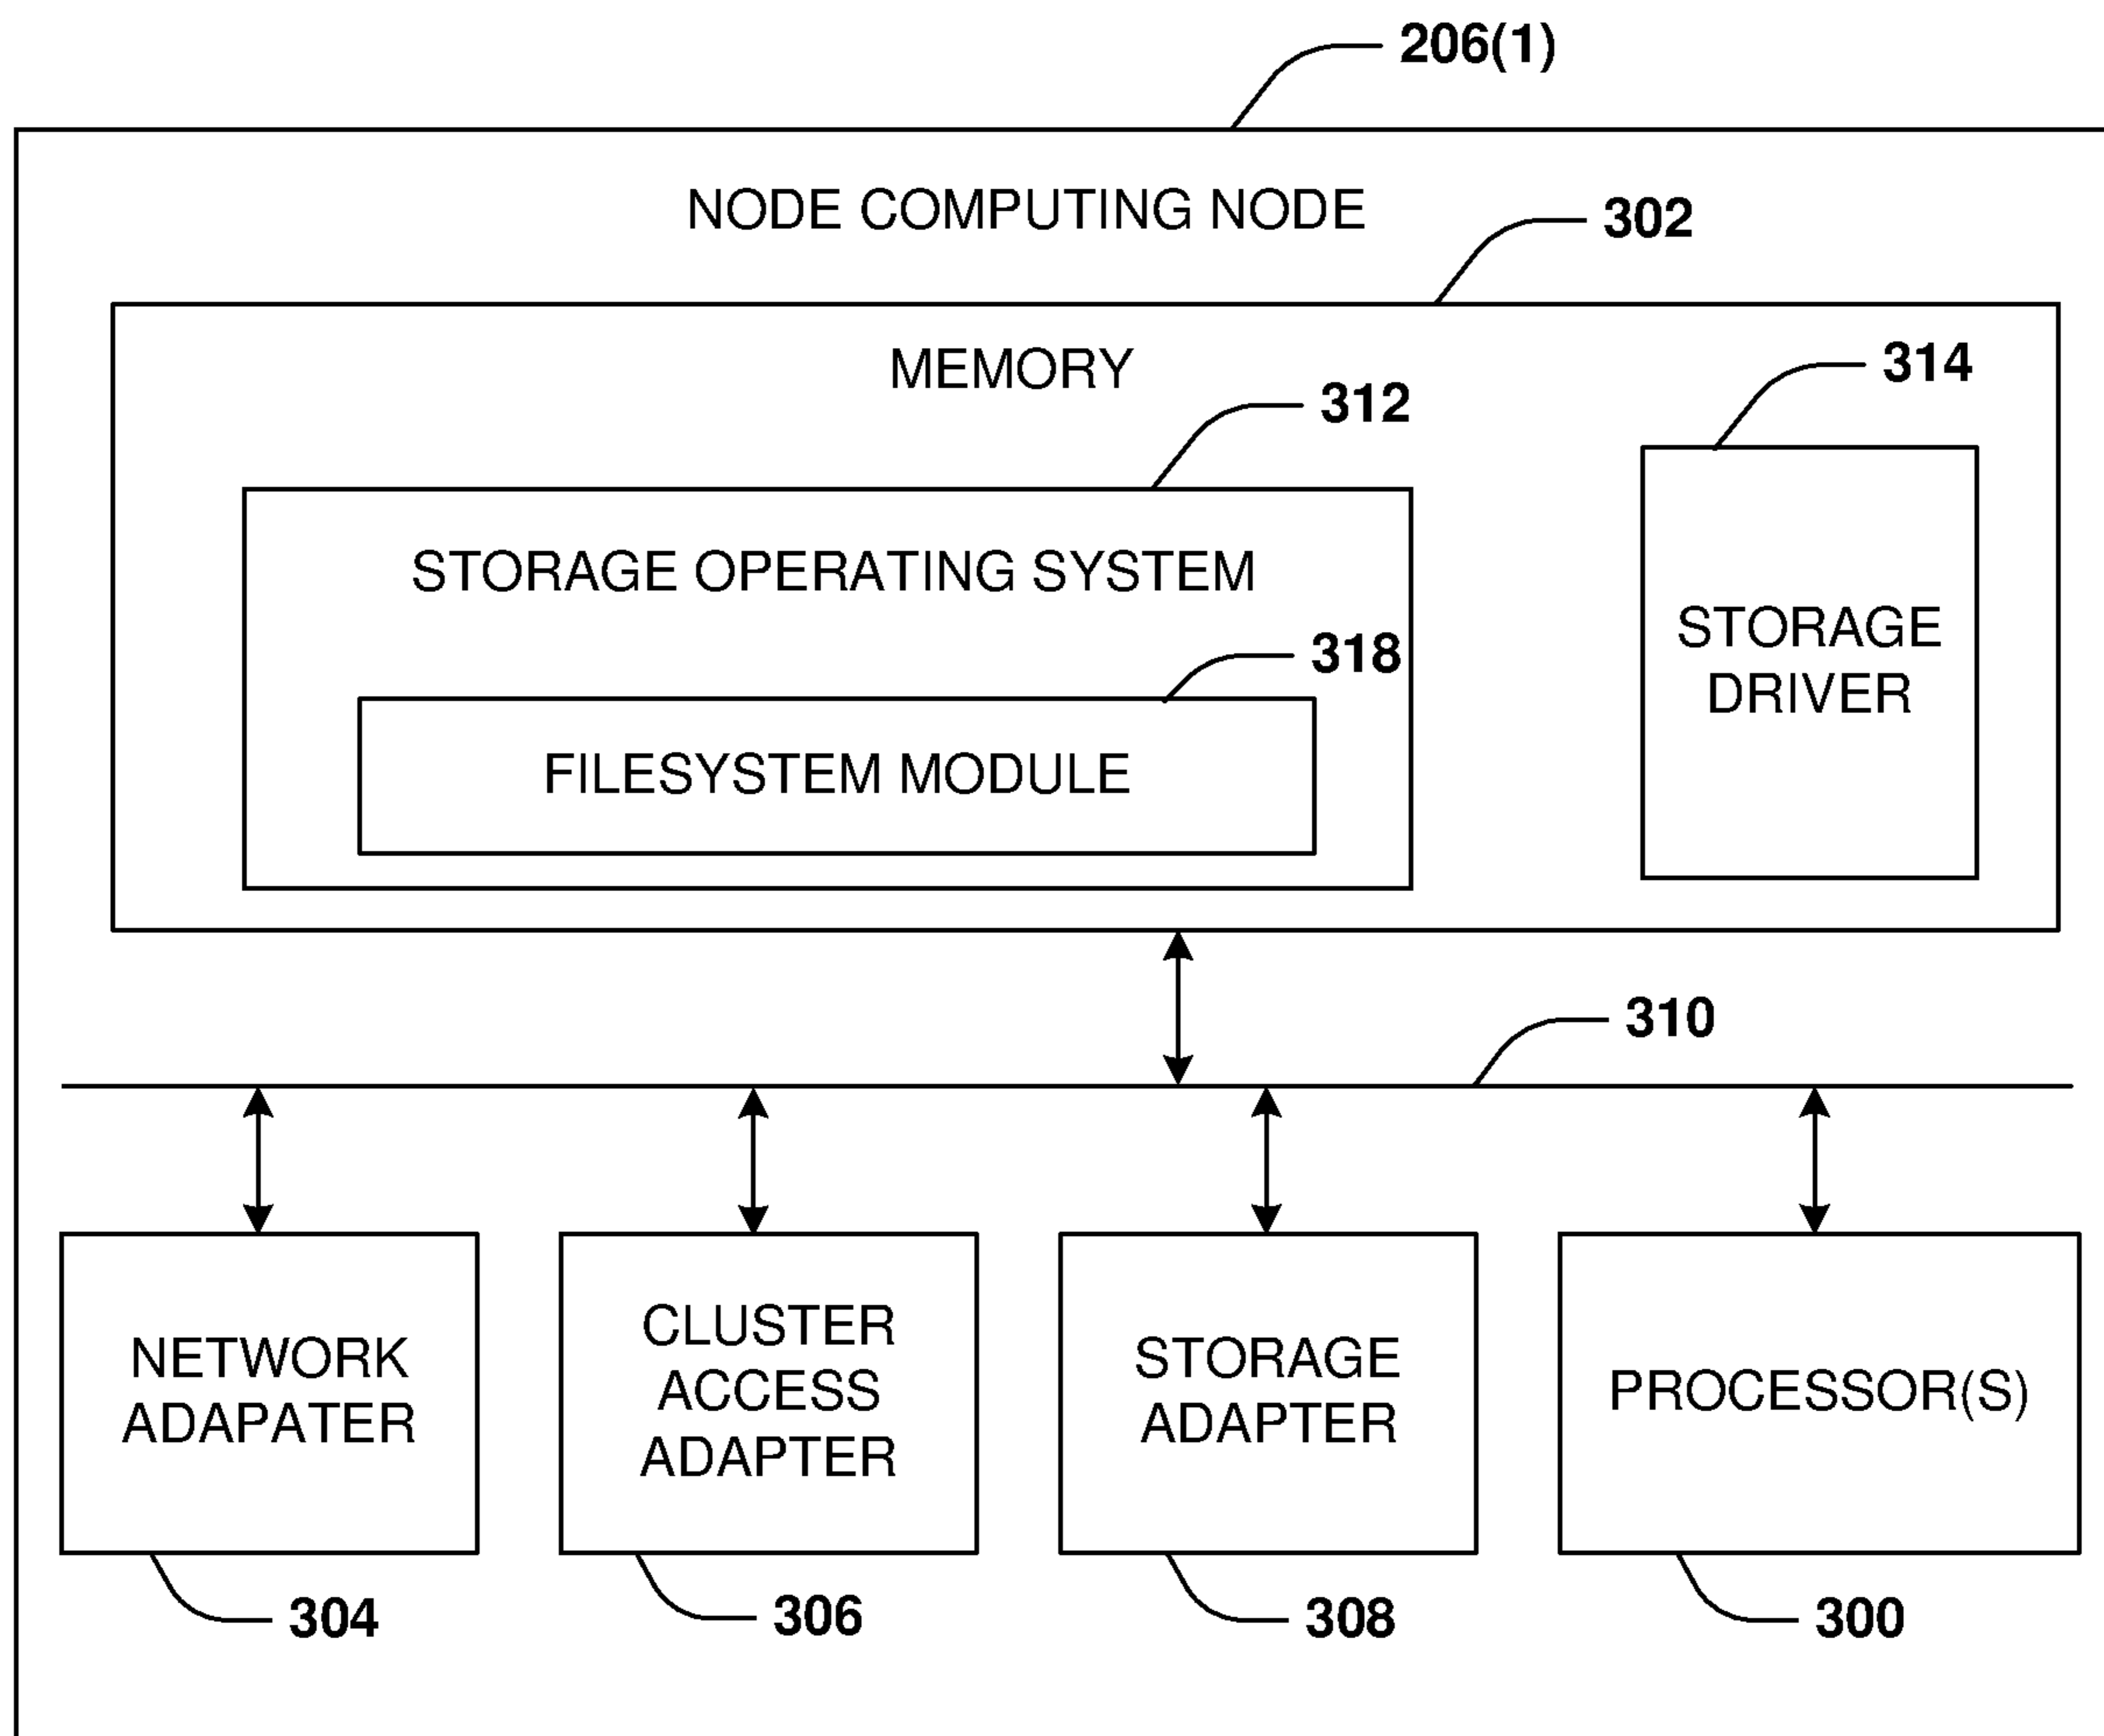 206(1)
NODE COMPUTING NODE
302
MEMORY
314
312
STORAGE OPERATING SYSTEM
STORAGE
DRIVER
318
FILESYSTEM MODULE
310
NETWORK
ADAPATER
CLUSTER
ACCESS
ADAPTER
STORAGE
ADAPTER
PROCESSOR(S)
304
306
308
300